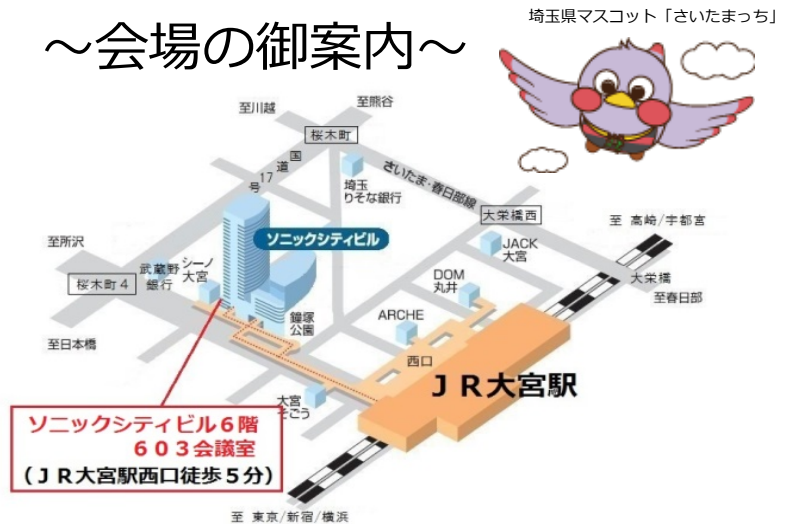 埼玉県マスコット「さいたまっち」
～会場の御案内～
至川越
至熊谷
桜木町
国道17号
埼玉
りそな銀行
さいたま・春日部線
大栄橋西
至 高崎/宇都宮
ソニックシティビル
JACK
大宮
至所沢
武蔵野
銀行
シーノ
大宮
桜木町４
DOM
丸井
大栄橋
至春日部
鐘塚
公園
ARCHE
至日本橋
西口
ＪＲ大宮駅
大宮
そごう
ソニックシティビル６階
６０３会議室
（ＪＲ大宮駅西口徒歩５分）
至 東京/新宿/横浜